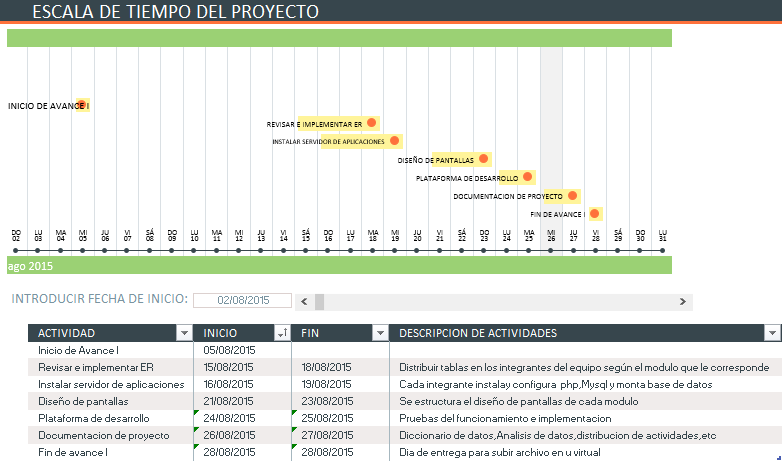 ESCALA DE TIEMPO DEL PROYECTO
INICIO DE AVANCE I
REVISAR E IMPLEMENTAR ER
INSTALAR SERVIDOR DE APLICACIONES
DISEÑO DE PANTALLAS
PLATAFORMA DE DESARROLLO
DOCUMENTACION DE PROYECTO
FIN DE AVANCE I
DO LU MA MI JU VI SÁ DO LU MA MI JU VI SÁ DO LU MA MI JU VI SÁ DO LU MA MI JU VI SÁ DO LU
02 03 04 05 06 07 08 09 10 11 12 13 14 15 16 17 18 19 20 21 22 23 24 25 26 27 28 29 30 31
ago 2015
INTRODUCIR FECHA DE INICIO: 02/08/2015
ACTIVIDAD INICIO FIN DESCRIPCION DE ACTIVIDADES
Inicio de Avance I 05/08/2015
Revisar e implementar ER 15/08/2015 18/08/2015 Distribuir tablas en los integrantes del equipo según el modulo que le corresponde
Instalar servidor de aplicaciones 16/08/2015 19/08/2015 Cada integrante instalay configura php,Mysql y monta base de datos
Diseño de pantallas 21/08/2015 23/08/2015 Se estructura el diseño de pantallas de cada modulo
Plataforma de desarrollo 24/08/2015 25/08/2015 Pruebas del funcionamiento e implementacion
Documentacion de proyecto 26/08/2015 27/08/2015 Diccionario de datos,Analisis de datos,distribucion de actividades,etc
Fin de avance I 28/08/2015 28/08/2015 Dia de entrega para subir archivo en u virtual